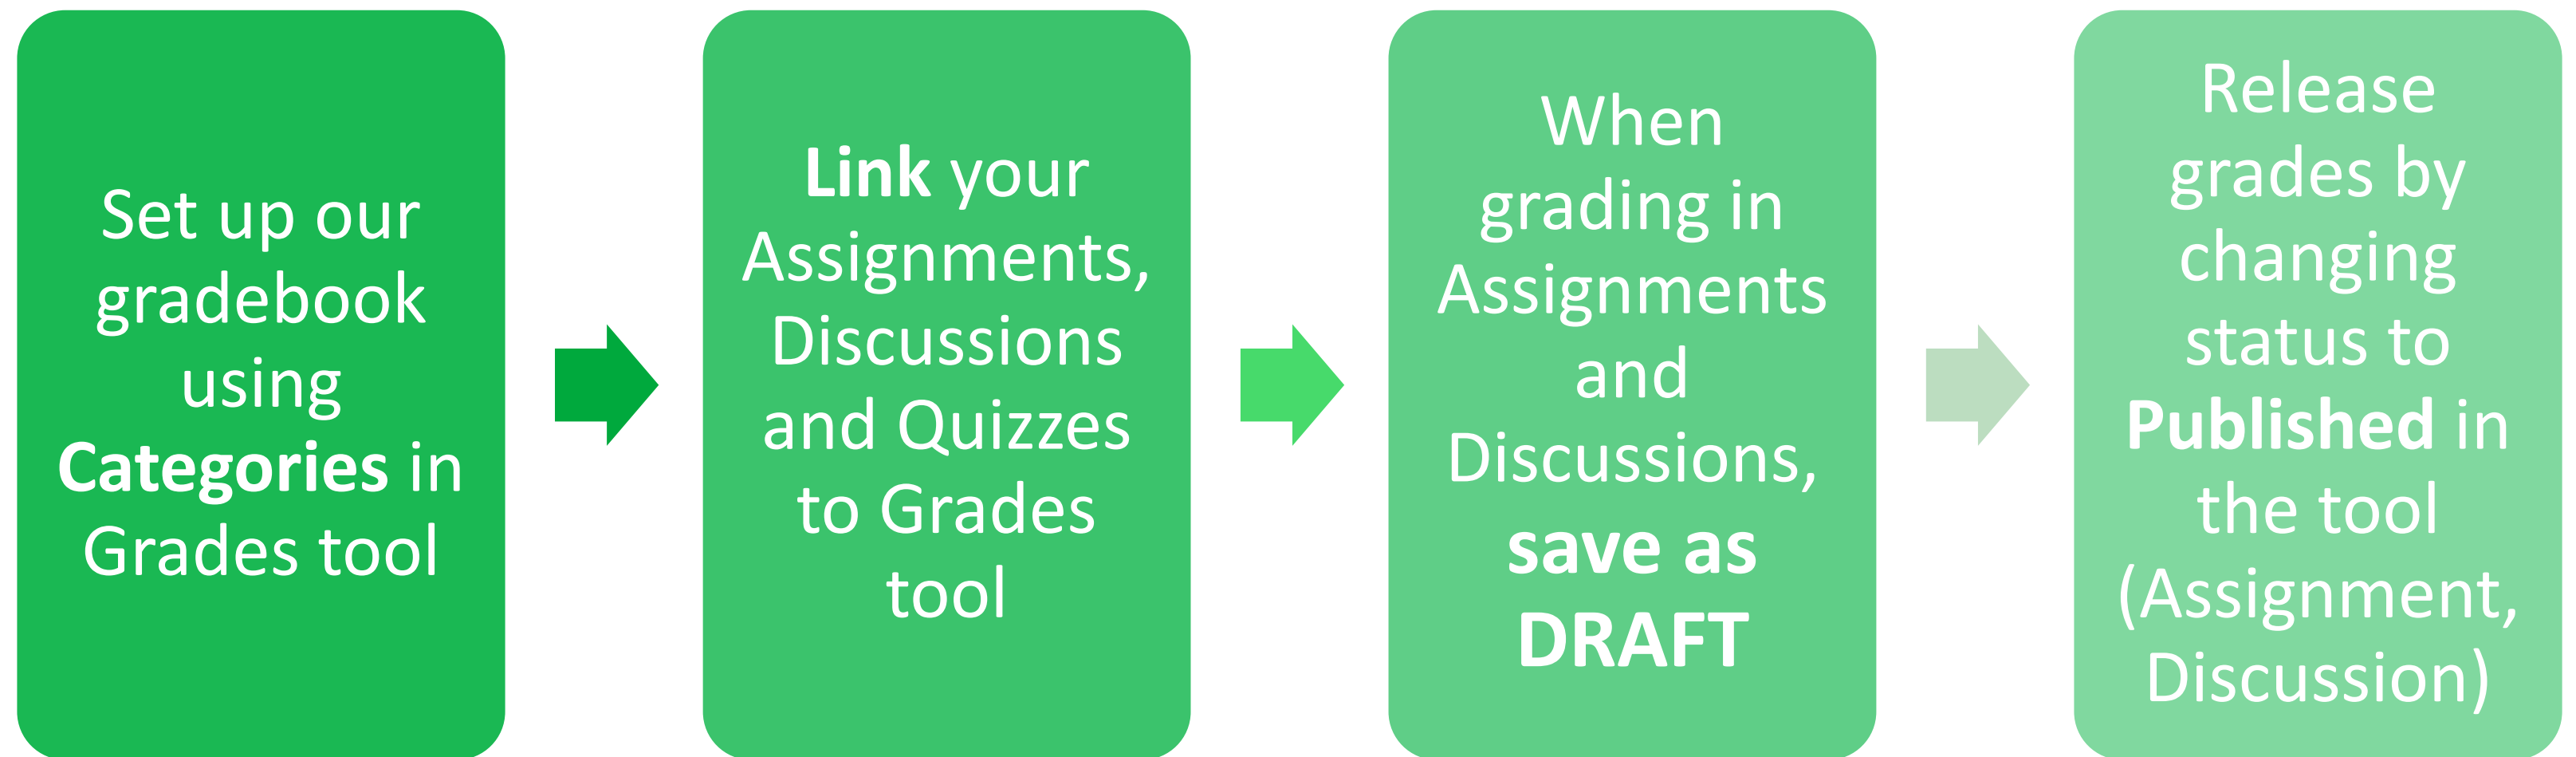 Set up our
gradebook
using
Categories in
Grades tool
Link your
Assignments,
Discussions
and Quizzes
to Grades
tool
When
grading in
Assignments
and
Discussions,
save as
DRAFT
Release
grades by
changing
status to
Published in
the tool
(Assignment,
Discussion)